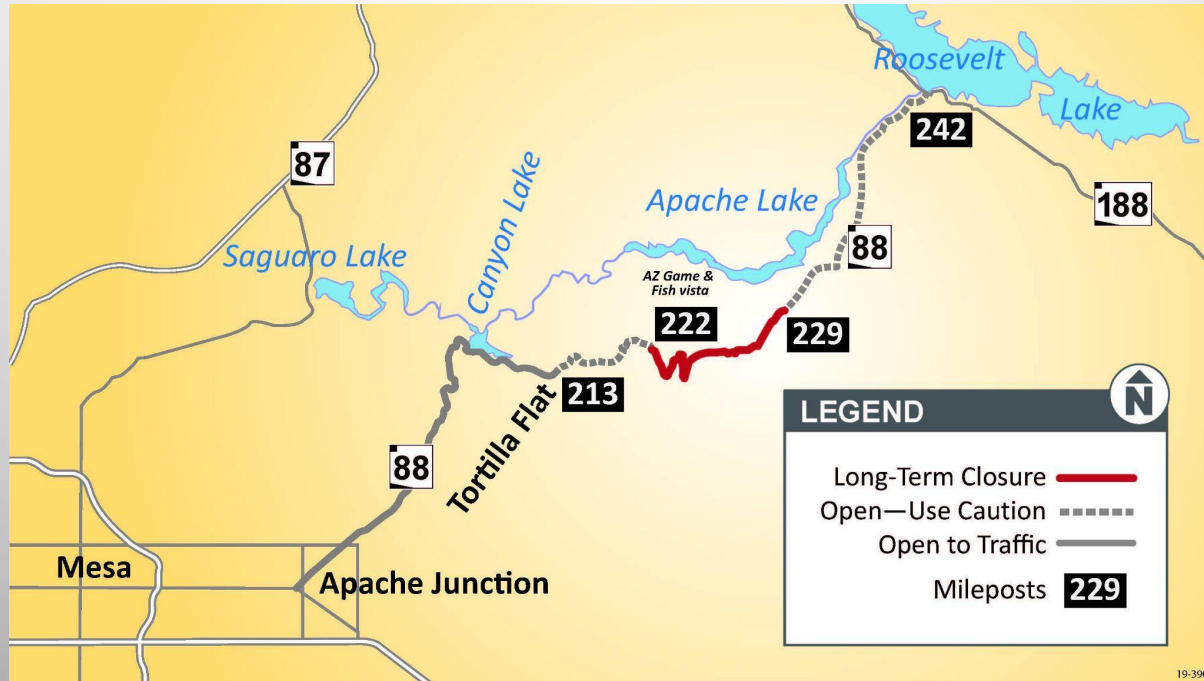 Roosevelt
Lake
242
87
188
Canyon Lake
Apache Lake
Saguaro Lake
88
AZ Game &
Fish vista
222
229
213
Tortilla Flat
88
Mesa
Apache Junction
N
LEGEND
Long-Term Closure
Open—Use Caution
Open to Traffic
Mileposts 229